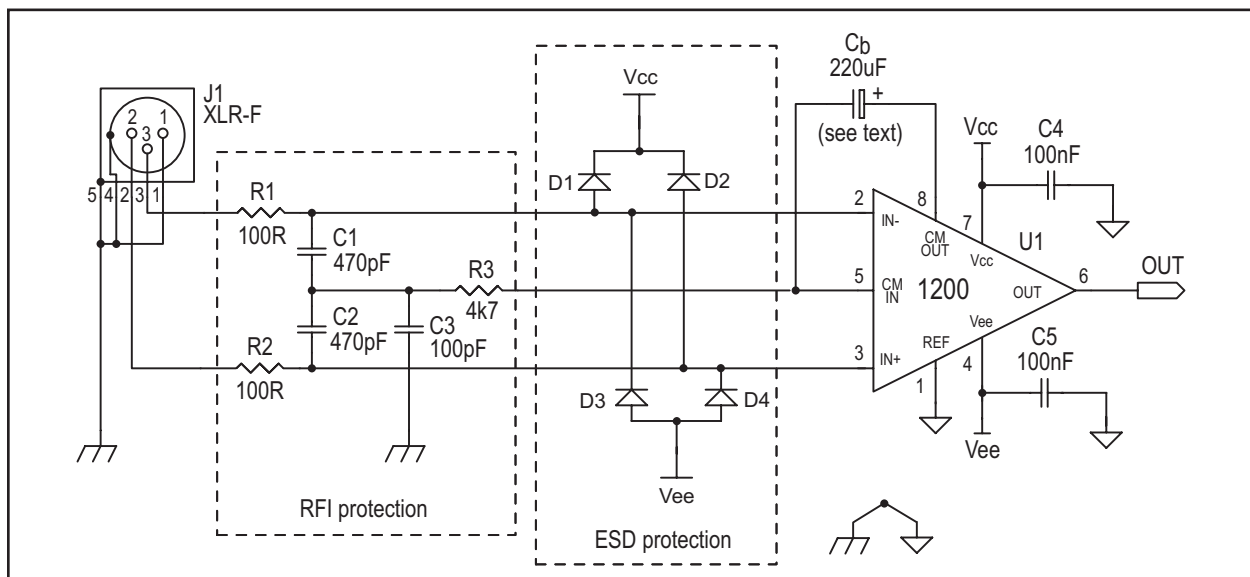 J1
XLR-F
2
3
1
5
4
2
3
1
R1
100R
C1
470pF
R3
4k7
C2
470pF
C3
100pF
R2
100R
RFI protection
Vcc
D1
D2
D3
D4
Vee
ESD protection
Cb
220uF
+
(see text)
Vcc
C4
100nF
2
IN-
8
CM
OUT
7
Vcc
U1
5
CM
IN
1200
OUT
6
OUT
3
IN+
REF
Vee
1
4
C5
100nF
Vee